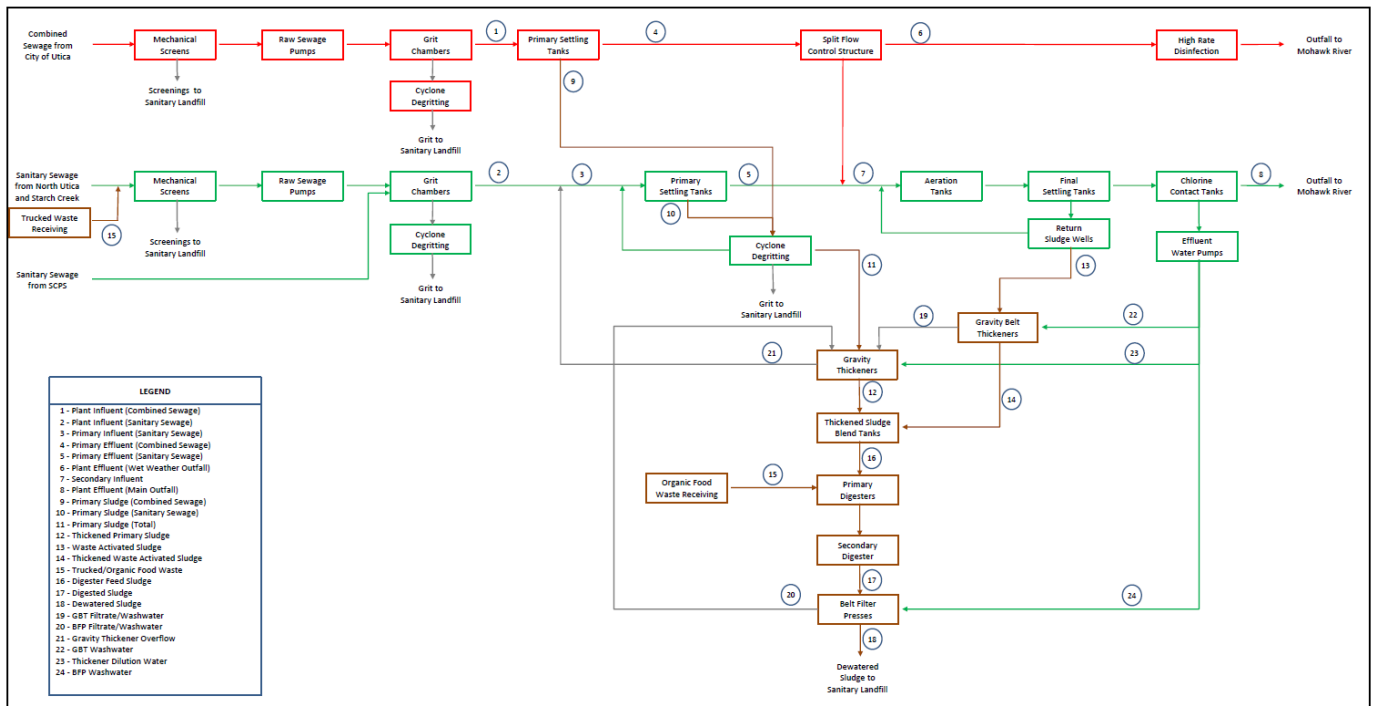 Combined
Sewage from
City of Utica
Mechanical
Screens
Raw Sewage
Pumps
Grit
Chambers
1
Primary Settling
Tanks
4
Split Flow
Control Structure
6
High Rate
Disinfection
Outfall to
Mohawk River
9
Screenings to
Sanitary Landfill
Cyclone
Degritting
Grit to
Sanitary Landfill
Sanitary Sewage
from North Utica
and Starch Creek
Mechanical
Screens
Raw Sewage
Pumps
Grit
Chambers
2
3
Primary
Settling Tanks
5
7
Aeration
Tanks
Final
Settling Tanks
Chlorine
Contact Tanks
8
Outfall to
Mohawk River
Trucked Waste
Receiving
15
Screenings to
Sanitary Landfill
Cyclone
Degritting
10
Cyclone
Degritting
11
Return
Sludge Wells
Effluent
Water Pumps
13
Sanitary Sewage
from SCPS
Grit to
Sanitary Landfill
Grit to
Sanitary Landfill
19
Gravity Belt
Thickeners
22
21
Gravity
Thickeners
23
12
14
Thickened Sludge
Blend Tanks
16
Organic Food
Waste Receiving
15
Primary
Digesters
Secondary
Digester
17
20
Belt Filter
Presses
24
18
Dewatered
Sludge to
Sanitary Landfill
LEGEND
1 - Plant Influent (Combined Sewage)
2 - Plant Influent (Sanitary Sewage)
3 - Primary Influent (Sanitary Sewage)
4 - Primary Effluent (Combined Sewage)
5 - Primary Effluent (Sanitary Sewage)
6 - Plant Effluent (Wet Weather Outfall)
7 - Secondary Influent
8 - Plant Effluent (Main Outfall)
9 - Primary Sludge (Combined Sewage)
10 - Primary Sludge (Sanitary Sewage)
11 - Primary Sludge (Total)
12 - Thickened Primary Sludge
13 - Waste Activated Sludge
14 - Thickened Waste Activated Sludge
15 - Trucked/Organic Food Waste
16 - Digester Feed Sludge
17 - Digested Sludge
18 - Dewatered Sludge
19 - GBT Filtrate/Washwater
20 - BFP Filtrate/Washwater
21 - Gravity Thickener Overflow
22 - GBT Washwater
23 - Thickener Dilution Water
24 - BFP Washwater